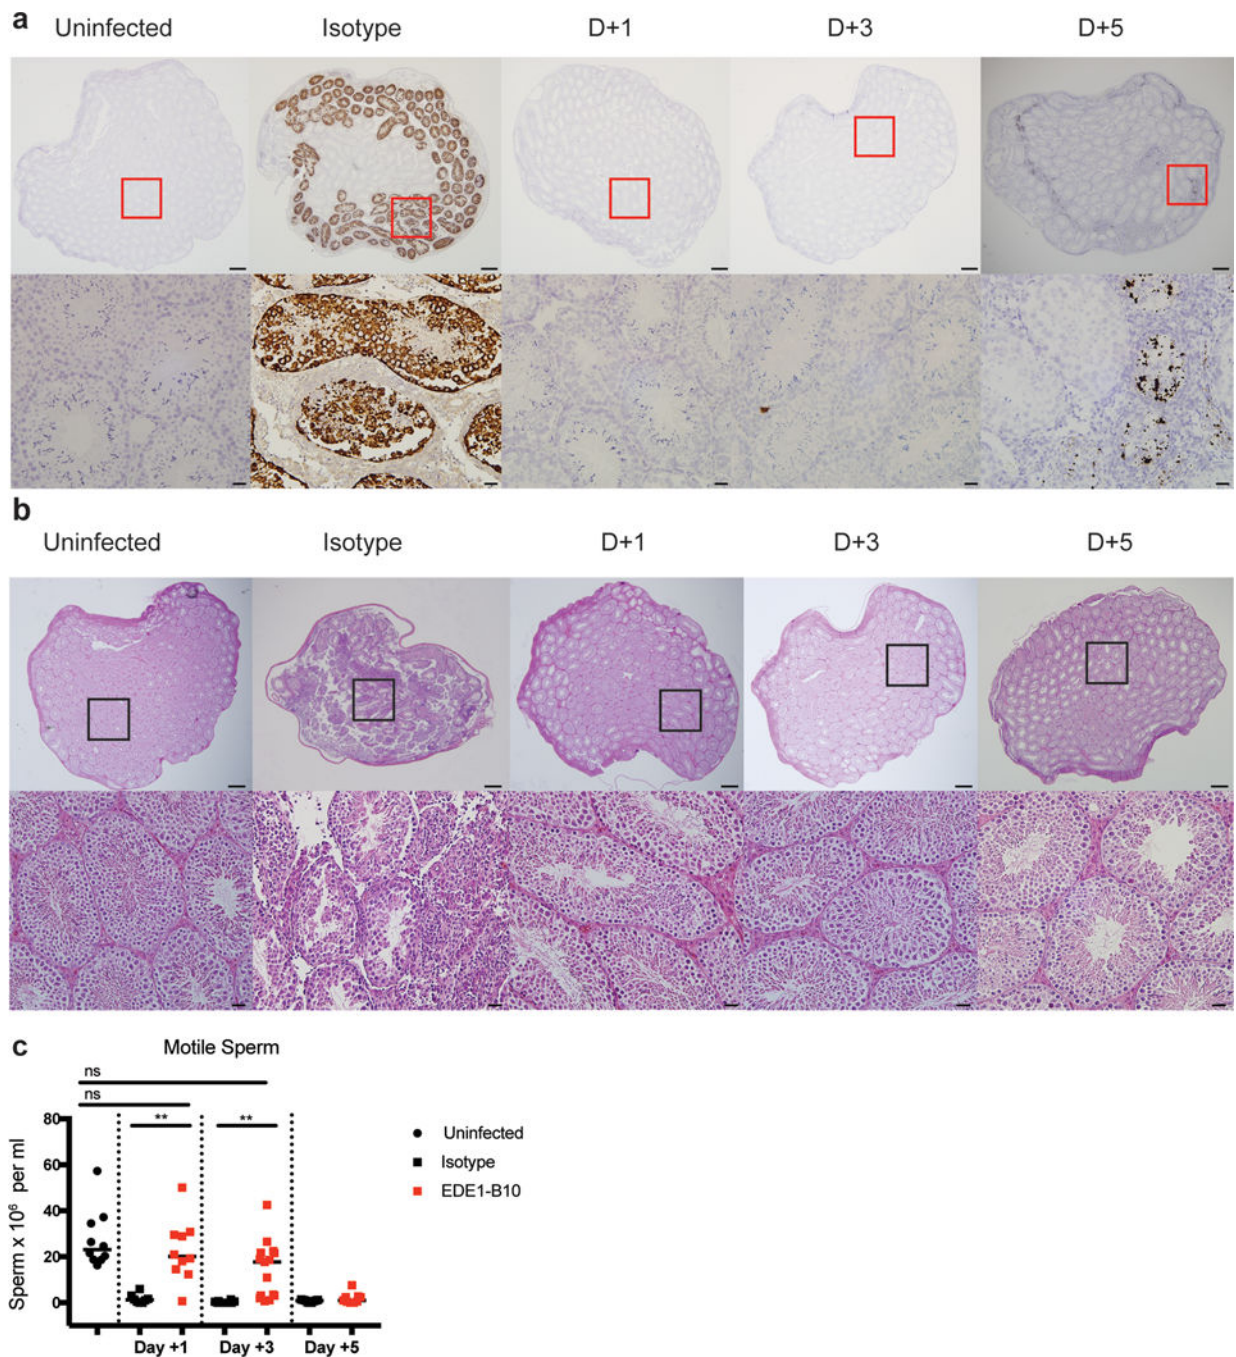 a
Uninfected Isotype D+1 D+3 D+5
b
Uninfected Isotype D+1 D+3 D+5
c
Motile Sperm
ns
ns
** **
80
60
40
20
0
Sperm x 10⁶ per ml
Day +1 Day +3 Day +5
Uninfected
Isotype
EDE1-B10